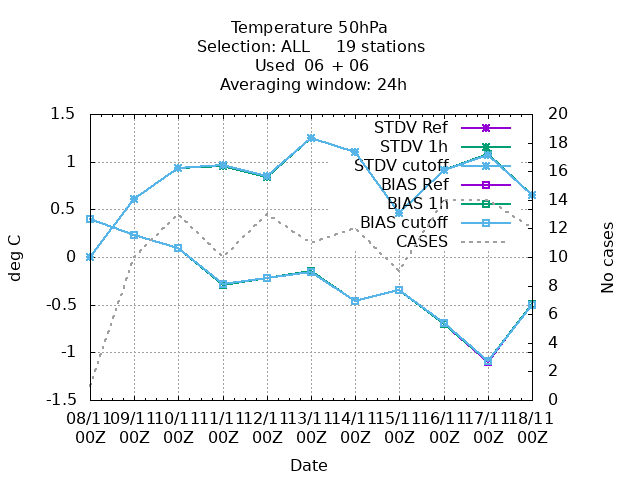 Temperature 50hPa
Selection: ALL     19 stations
Used  06 + 06
Averaging window: 24h
1.5
1
0.5
0
-0.5
-1
-1.5
deg C
STDV Ref
STDV 1h
STDV cutoff
BIAS Ref
BIAS 1h
BIAS cutoff
CASES
20
18
16
14
12
10
8
6
4
2
0
No cases
08/11 09/11 10/11 11/11 12/11 13/11 14/11 15/11 16/11 17/11 18/11
00Z 00Z 00Z 00Z 00Z 00Z 00Z 00Z 00Z 00Z 00Z
Date